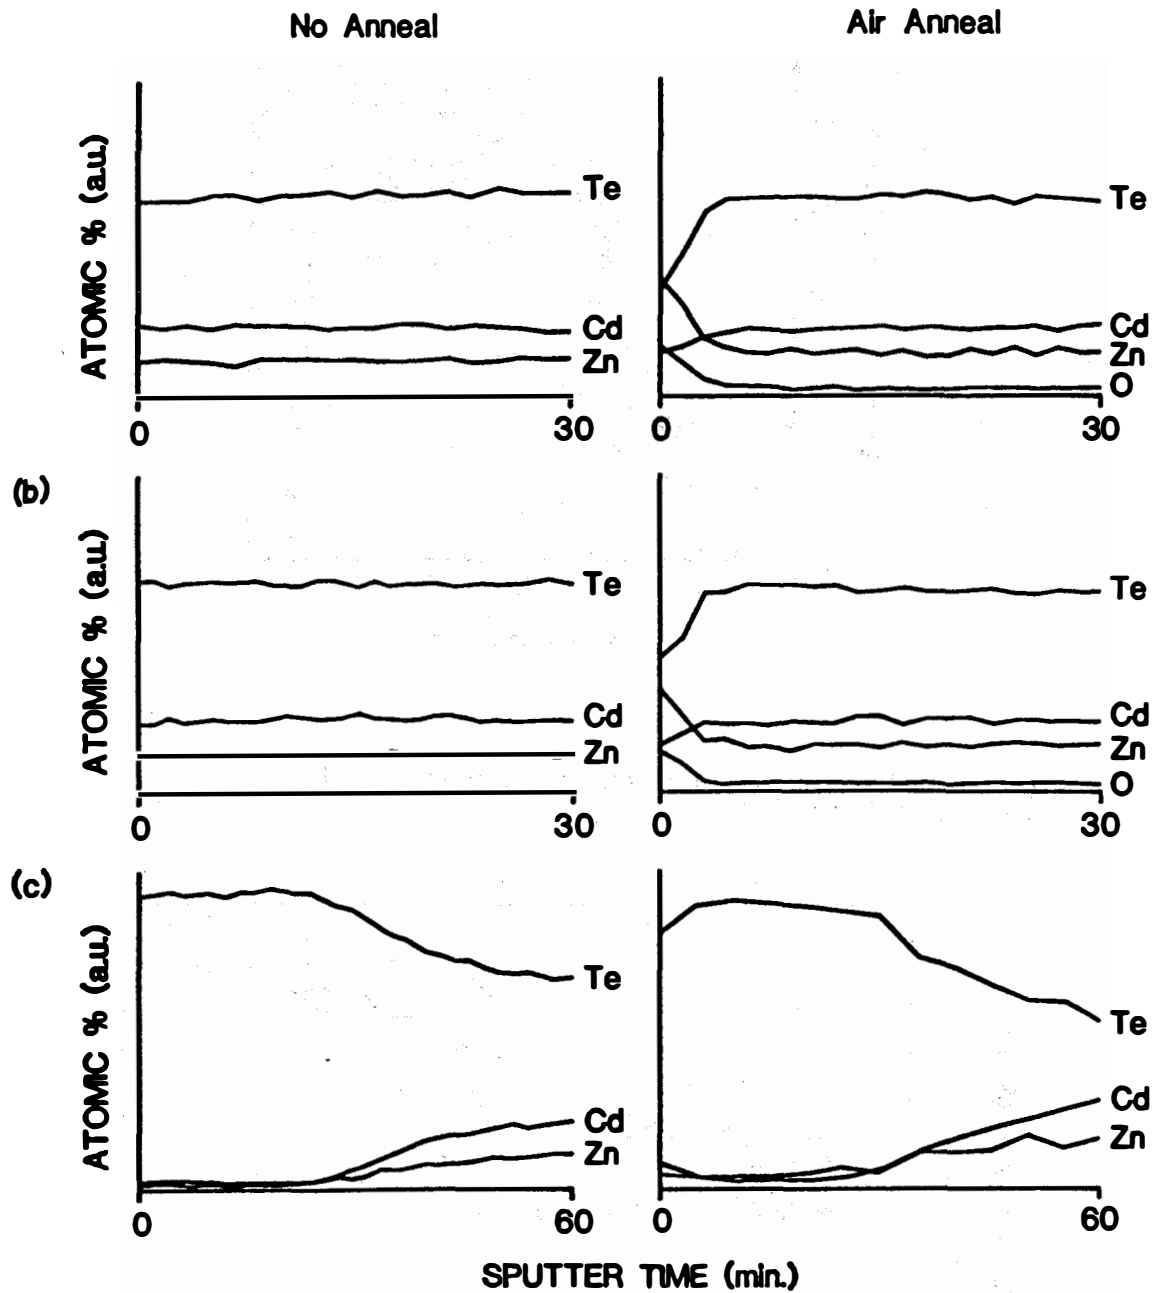 No Anneal
Air Anneal
ATOMIC % (a.u.)
Te
Cd
Zn
0
30
Te
Cd
Zn
O
0
30
(b)
ATOMIC % (a.u.)
Te
Cd
Zn
0
30
Te
Cd
Zn
O
0
30
(c)
ATOMIC % (a.u.)
Te
Cd
Zn
0
60
Te
Cd
Zn
0
60
SPUTTER TIME (min.)